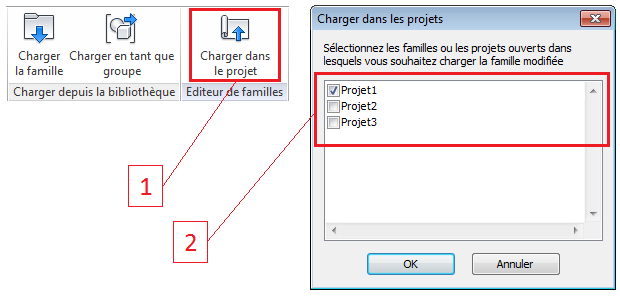 Charger
la famille
Charger en tant que
groupe
Charger dans
le projet
Charger depuis la bibliothèque
Editeur de familles
1
2
Charger dans les projets
Sélectionnez les familles ou les projets ouverts dans
lesquels vous souhaitez charger la famille modifiée
Projet1
Projet2
Projet3
OK
Annuler